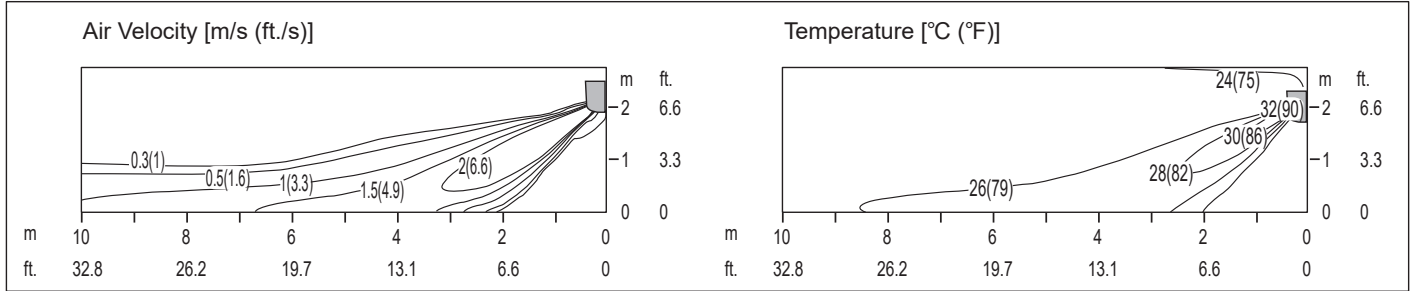 Air Velocity [m/s (ft./s)]
m ft.
2 6.6
1 3.3
0 0
0.3(1)
0.5(1.6)
1(3.3)
1.5(4.9)
2(6.6)
m 10 8 6 4 2 0
ft. 32.8 26.2 19.7 13.1 6.6 0
Temperature [°C (°F)]
m ft.
2 6.6
1 3.3
0 0
24(75)
32(90)
30(86)
28(82)
26(79)
m 10 8 6 4 2 0
ft. 32.8 26.2 19.7 13.1 6.6 0